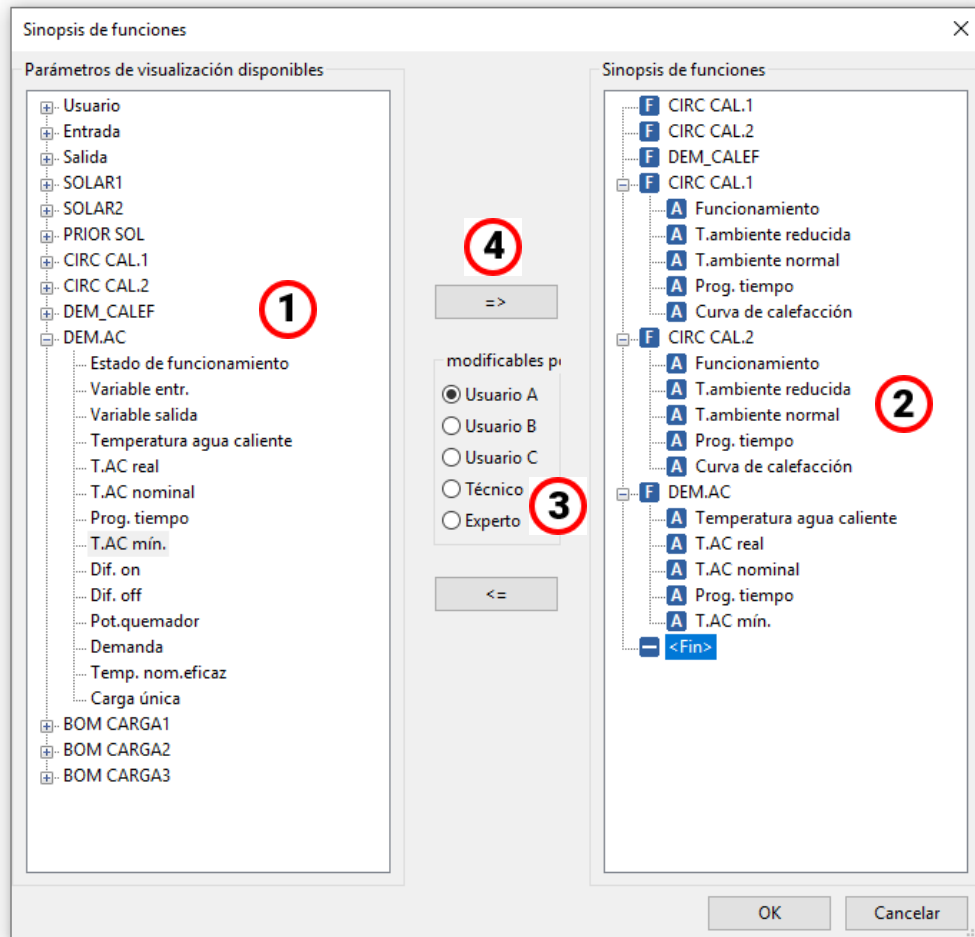 Sinopsis de funciones
Parámetros de visualización disponibles
Usuario
Entrada
Salida
SOLAR1
SOLAR2
PRIOR SOL
CIRC CAL.1
CIRC CAL.2
DEM_CALEF
DEM.AC
Estado de funcionamiento
Variable entr.
Variable salida
Temperatura agua caliente
T.AC real
T.AC nominal
Prog. tiempo
T.AC mín.
Dif. on
Dif. off
Pot.quemador
Demanda
Temp. nom.eficaz
Carga única
BOM CARGA1
BOM CARGA2
BOM CARGA3
1
4
=>
modificables p
Usuario A
Usuario B
Usuario C
Técnico
Experto
3
<=
Sinopsis de funciones
F CIRC CAL.1
F CIRC CAL.2
F DEM_CALEF
F CIRC CAL.1
A Funcionamiento
A T.ambiente reducida
A T.ambiente normal
A Prog. tiempo
A Curva de calefacción
F CIRC CAL.2
A Funcionamiento
A T.ambiente reducida
A T.ambiente normal
A Prog. tiempo
A Curva de calefacción
F DEM.AC
A Temperatura agua caliente
A T.AC real
A T.AC nominal
A Prog. tiempo
A T.AC mín.
<Fin>
2
OK
Cancelar